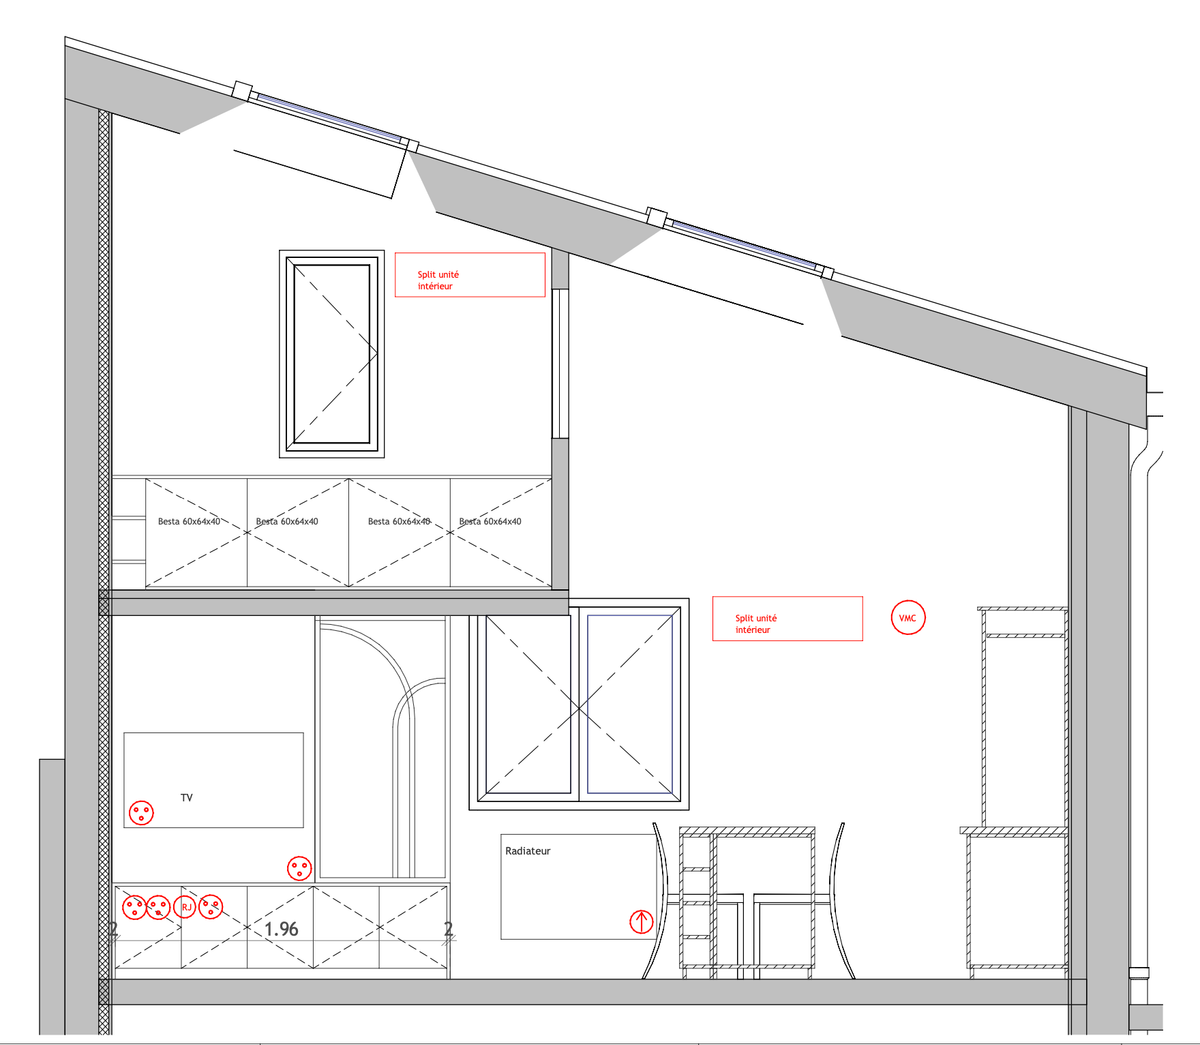 Split unité
intérieur
Besta 60x64x40
Besta 60x64x40
Besta 60x64x40
Besta 60x64x40
Split unité
intérieur
VMC
TV
Radiateur
RJ
2
1.96
2